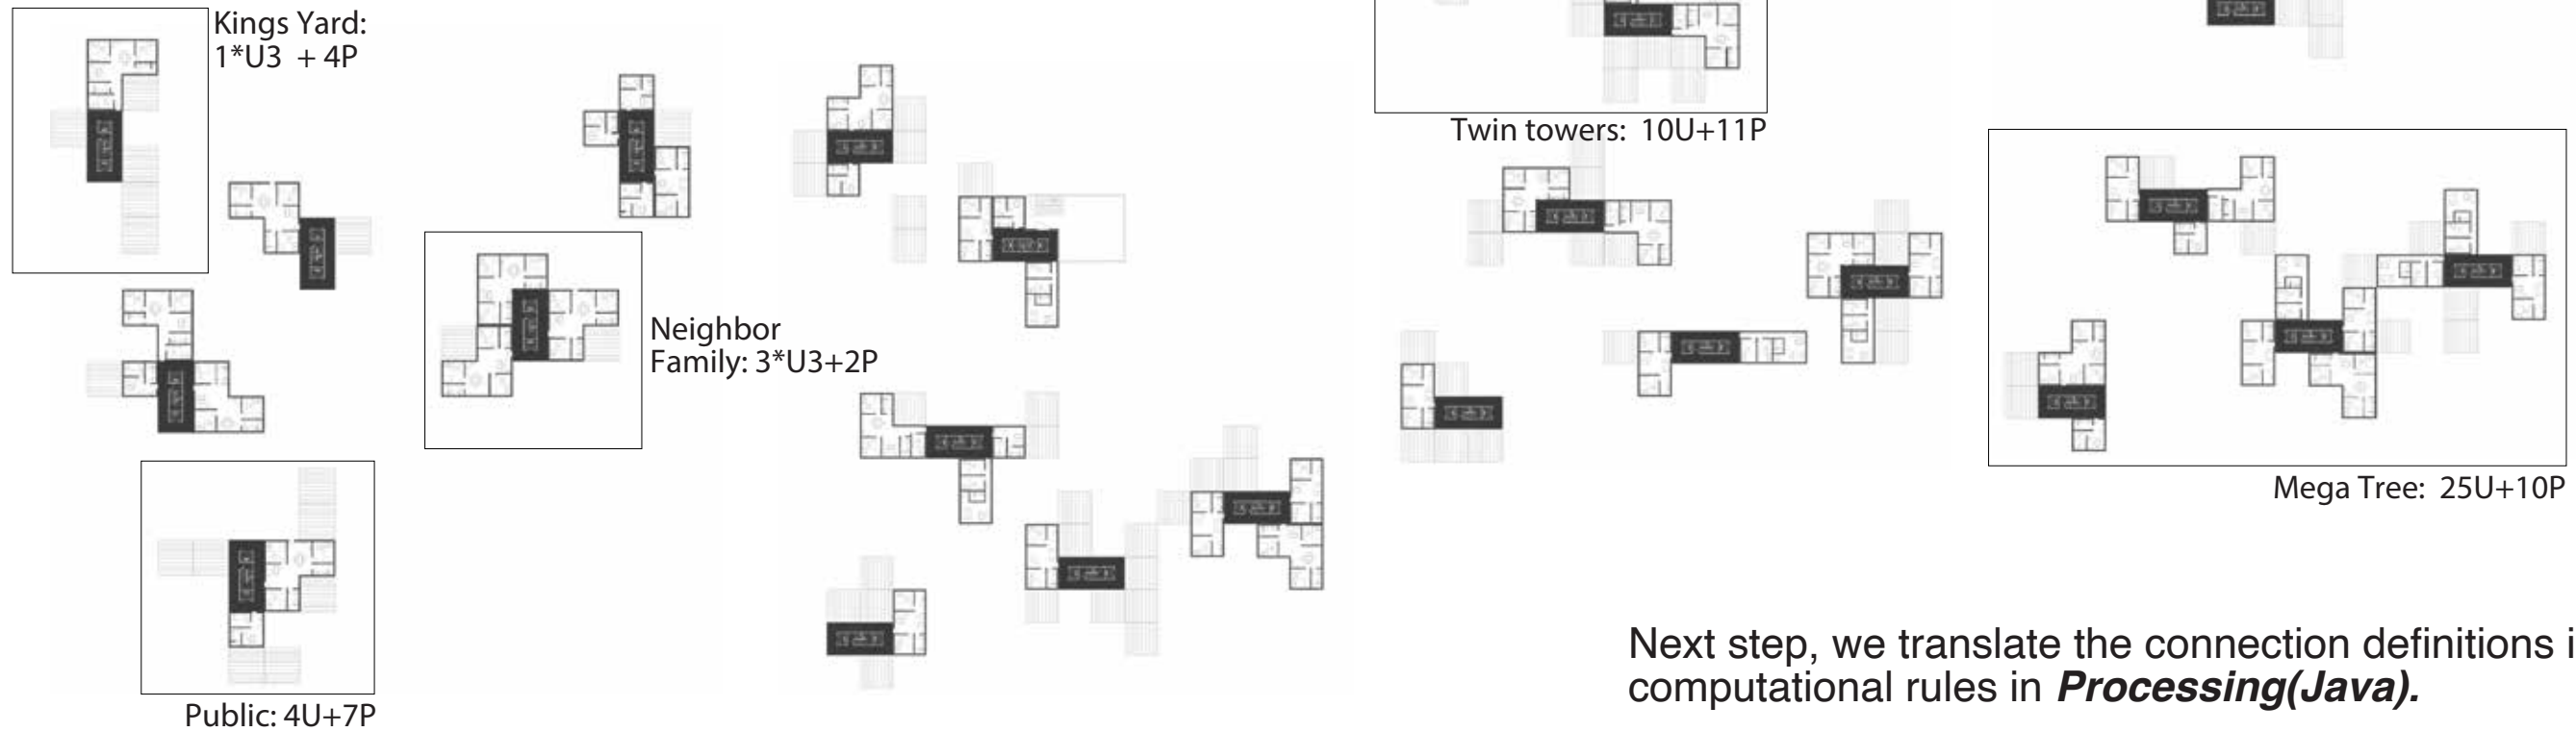 Kings Yard:
1*U3 + 4P
Twin towers: 10U+11P
Neighbor
Family: 3*U3+2P
Mega Tree: 25U+10P
Public: 4U+7P
Next step, we translate the connection definitions i
computational rules in Processing(Java).